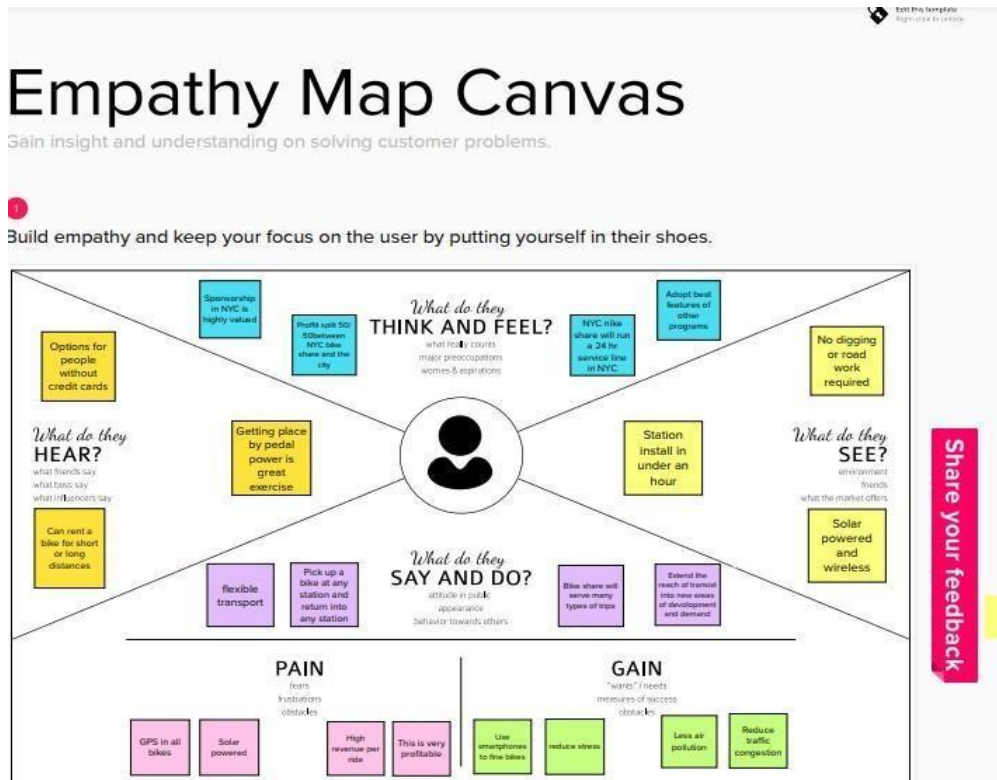 Edit this template
Right-click to unlock
Empathy Map Canvas
Gain insight and understanding on solving customer problems.
1
Build empathy and keep your focus on the user by putting yourself in their shoes.
Sponsorship
in NYC is
highly valued
Proffit split 50/
50between
NYC bike
share and the
city
What do they
THINK AND FEEL?
what really counts
major preoccupations
worries & aspirations
NYC nike
share will run
a 24 hr
service line
in NYC
Adopt best
features of
other
programs
Options for
people
without
credit cards
What do they
HEAR?
what friends say
what boss say
what influencers say
Getting place
by pedal
power is
great
exercise
Can rent a
bike for short
or long
distances
No digging
or road
work
required
Station
install in
under an
hour
What do they
SEE?
environment
friends
what the market offers
Solar
powered
and
wireless
flexible
transport
Pick up a
bike at any
station and
return into
any station
What do they
SAY AND DO?
attitude in public
appearance
behavior towards others
Bike share will
serve many
types of trips
Extend the
reach of transist
into new areas
of devolopment
and demand
PAIN
fears
frustrations
obstacles
GPS in all
bikes
Solar
powered
High
revenue per
ride
This is very
profitable
GAIN
"wants" / needs
measures of success
obstacles
Use
smartphones
to fine bikes
reduce stress
Less air
pollution
Reduce
traffic
congestion
Share your feedback